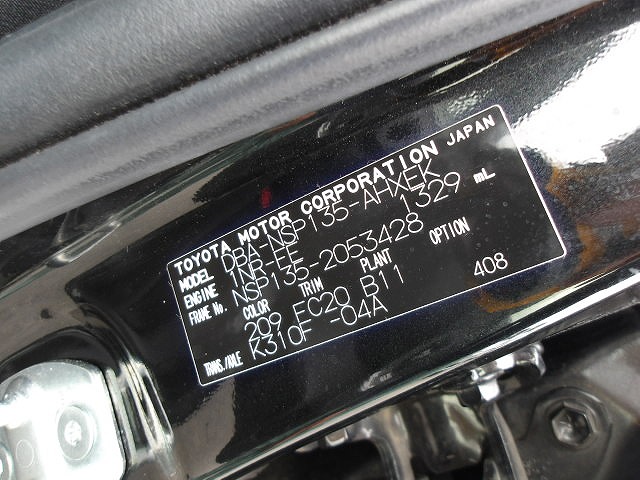 TOYOTA MOTOR CORPORATION JAPAN
MODEL DBA-NSP135-AHXEK
ENGINE 1NR-FE 1329 mL
FRAME No. NSP135-2053428
COLOR TRIM PLANT OPTION
209 FC20 B11 408
TRANS./AXLE K310F -04A